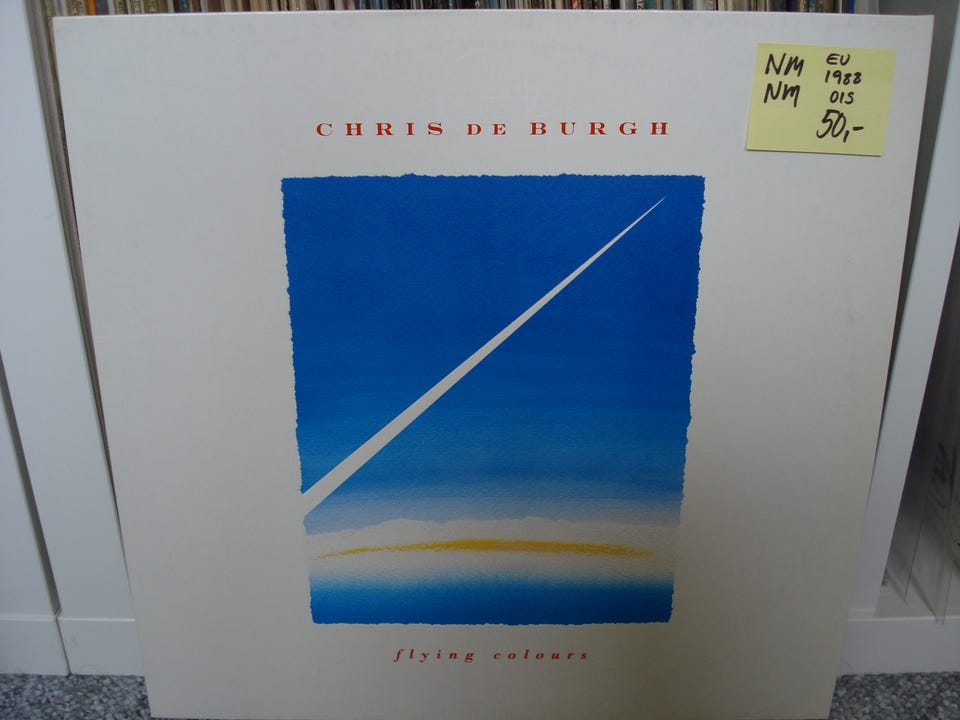 NM EU
1988
NM OIS
50,-
CHRIS DE BURGH
flying colours